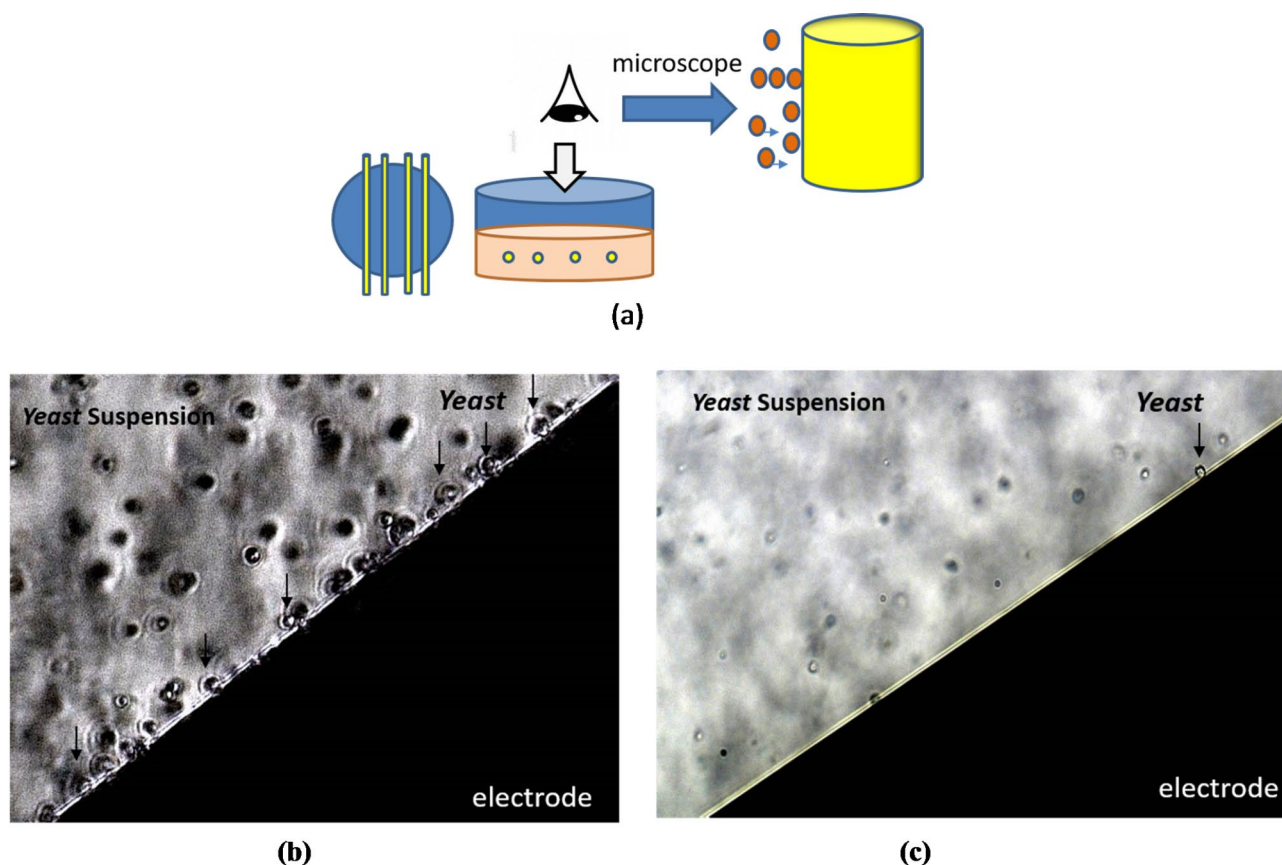 microscope
(a)
Yeast Suspension
Yeast
electrode
(b)
Yeast Suspension
Yeast
electrode
(c)